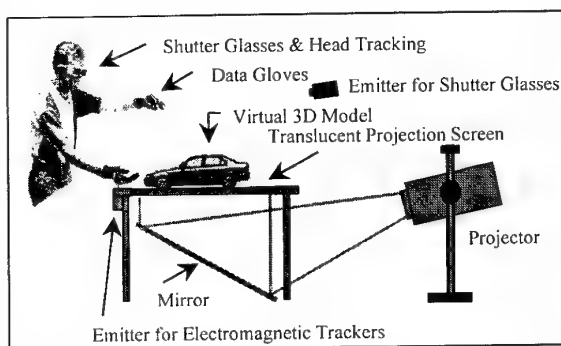 Shutter Glasses & Head Tracking
Data Gloves
Emitter for Shutter Glasses
Virtual 3D Model
Translucent Projection Screen
Projector
Mirror
Emitter for Electromagnetic Trackers